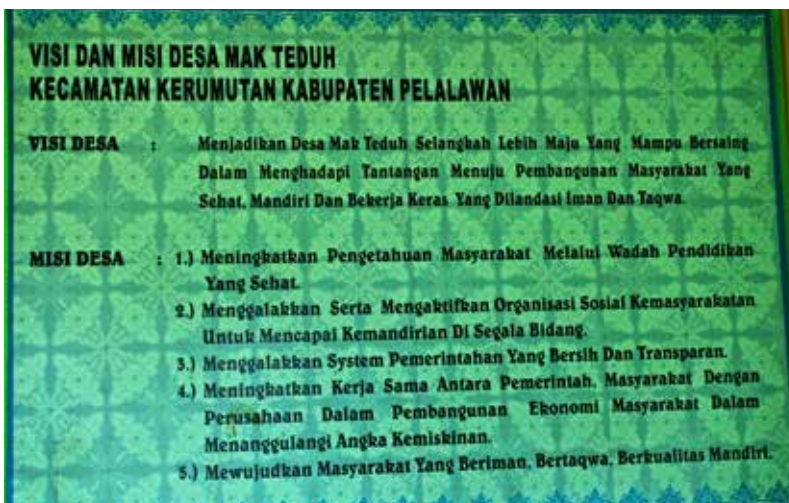 VISI DAN MISI DESA MAK TEDUH
KECAMATAN KERUMUTAN KABUPATEN PELALAWAN
VISI DESA : Menjadikan Desa Mak Teduh Selangkah Lebih Maju Yang Mampu Bersaing
Dalam Menghadapi Tantangan Menuju Pembangunan Masyarakat Yang
Sehat, Mandiri Dan Bekerja Keras Yang Dilandasi Iman Dan Taqwa.
MISI DESA : 1.) Meningkatkan Pengetahuan Masyarakat Melalui Wadah Pendidikan
Yang Sehat.
2.) Menggalakkan Serta Mengaktifkan Organisasi Sosial Kemasyarakatan
Untuk Mencapai Kemandirian Di Segala Bidang.
3.) Menggalakkan System Pemerintahan Yang Bersih Dan Transparan.
4.) Meningkatkan Kerja Sama Antara Pemerintah, Masyarakat Dengan
Perusahaan Dalam Pembangunan Ekonomi Masyarakat Dalam
Menanggulangi Angka Kemiskinan.
5.) Mewujudkan Masyarakat Yang Beriman, Bertaqwa, Berkualitas Mandiri.